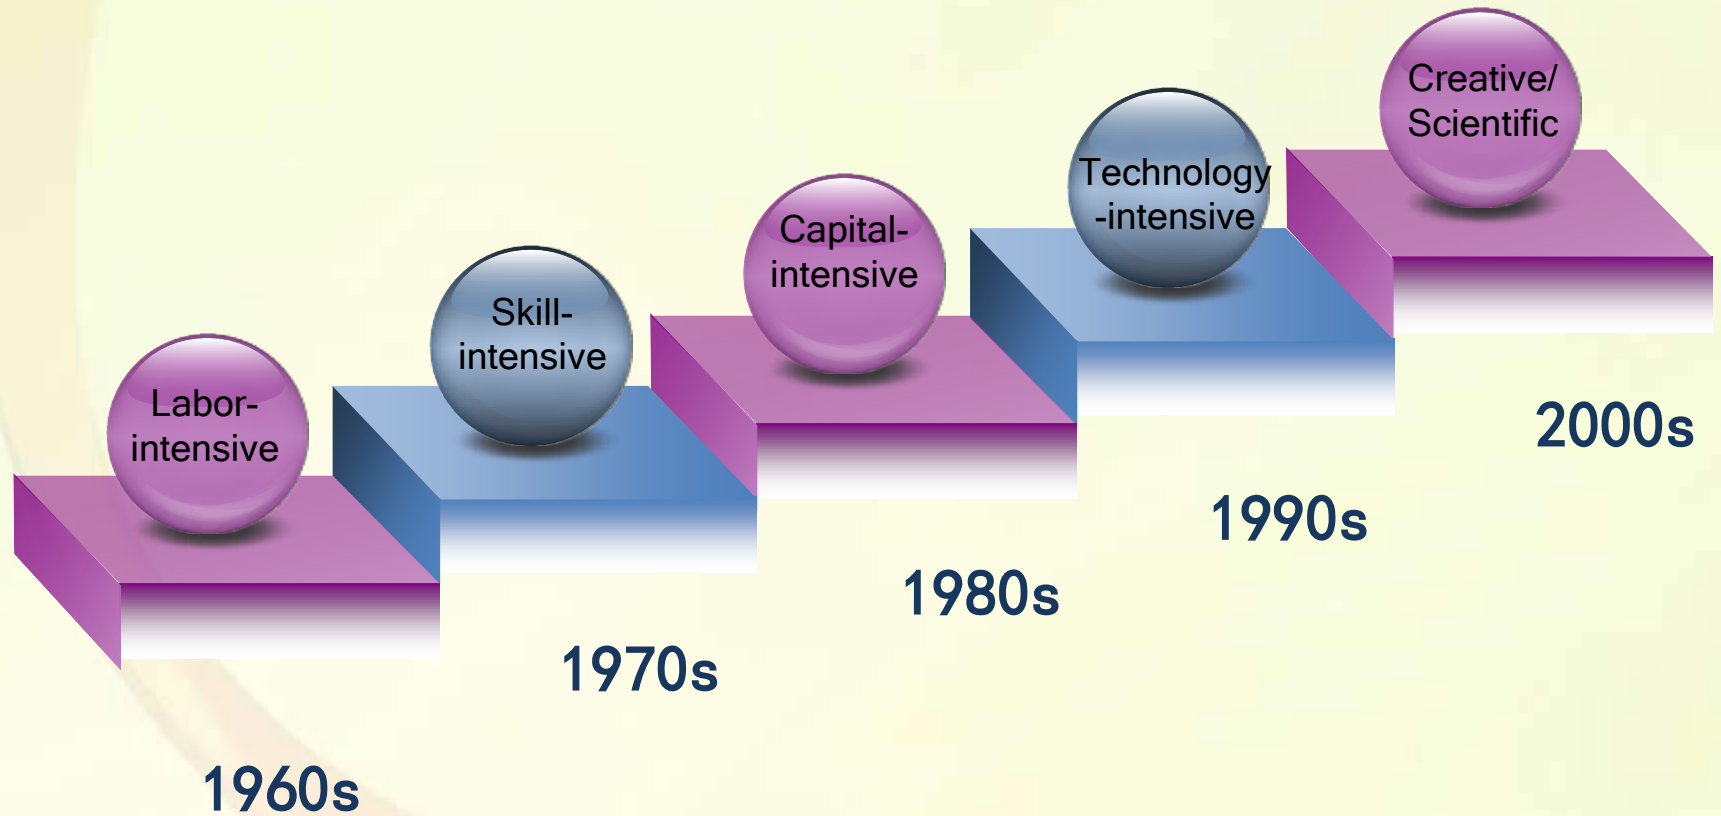 Labor-
intensive
1960s
Skill-
intensive
1970s
Capital-
intensive
1980s
Technology
-intensive
1990s
Creative/
Scientific
2000s